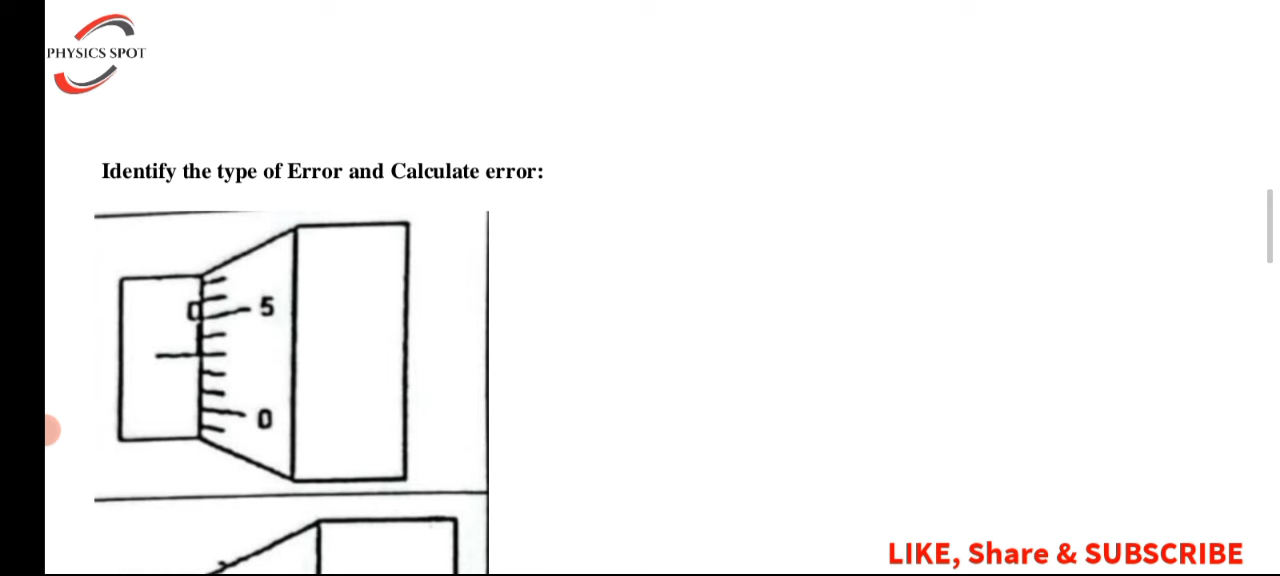 PHYSICS SPOT
Identify the type of Error and Calculate error:
0
5
0
LIKE, Share & SUBSCRIBE